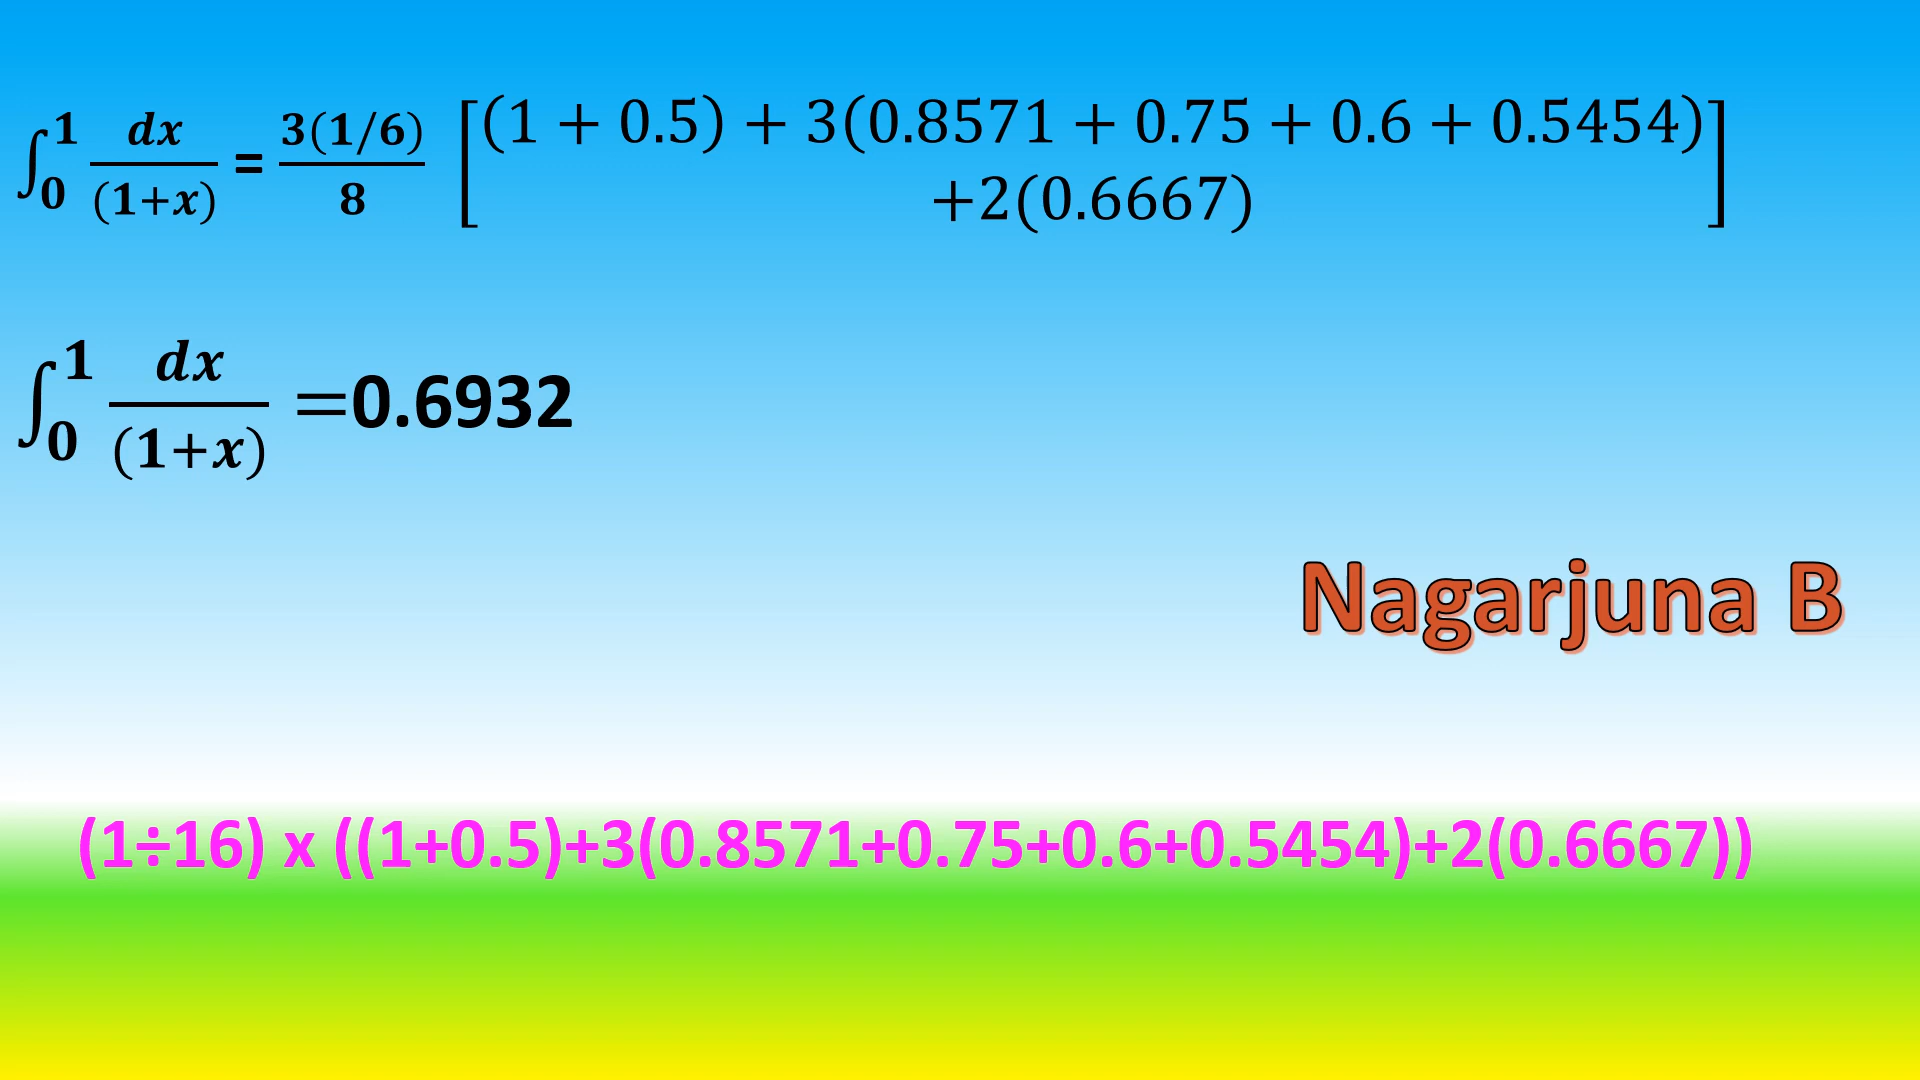 ∫₀¹ dx/(1+x) = 3(1/6)/8 [(1 + 0.5) + 3(0.8571 + 0.75 + 0.6 + 0.5454)
+2(0.6667)]
∫₀¹ dx/(1+x) =0.6932
Nagarjuna B
(1÷16) x ((1+0.5)+3(0.8571+0.75+0.6+0.5454)+2(0.6667))